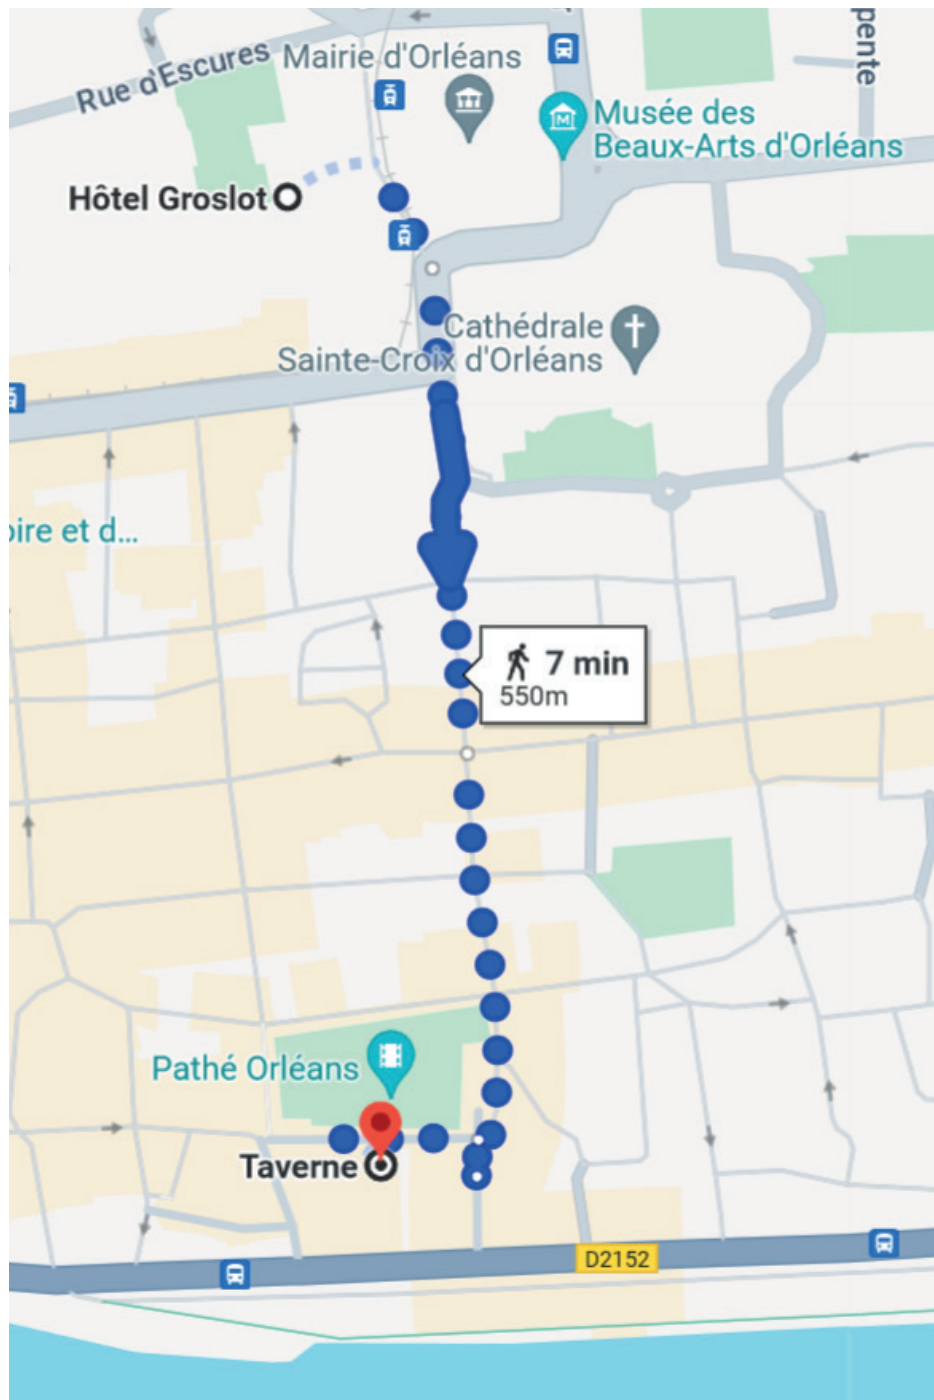 Rue d'Escures
Mairie d'Orléans
pente
Musée des
Beaux-Arts d'Orléans
Hôtel Groslot
Cathédrale
Sainte-Croix d'Orléans
oire et d...
7 min
550m
Pathé Orléans
Taverne
D2152